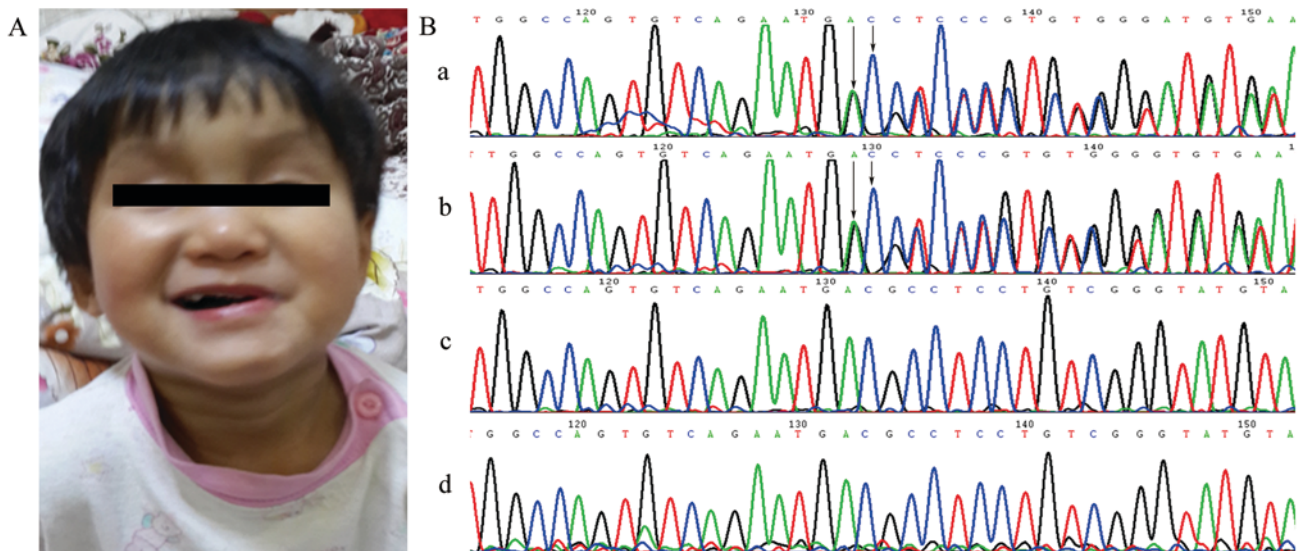 A
B
120 130 140 150
T G G C C A G T G T C A G A A T G A C C T C C C G T G T G G G A T G T G A A
a
120 130 140
T T G G C C A G T G T C A G A A T G A C C T C C C G T G T G G G G T G T G A A
b
120 130 140 150
T G G C C A G T G T C A G A A T G A C G C C T C C T G T C G G G T A T G T A
c
120 130 140 150
G G C C A G T G T C A G A A T G A C G C C T C C T G T C G G G T A T G T A
d